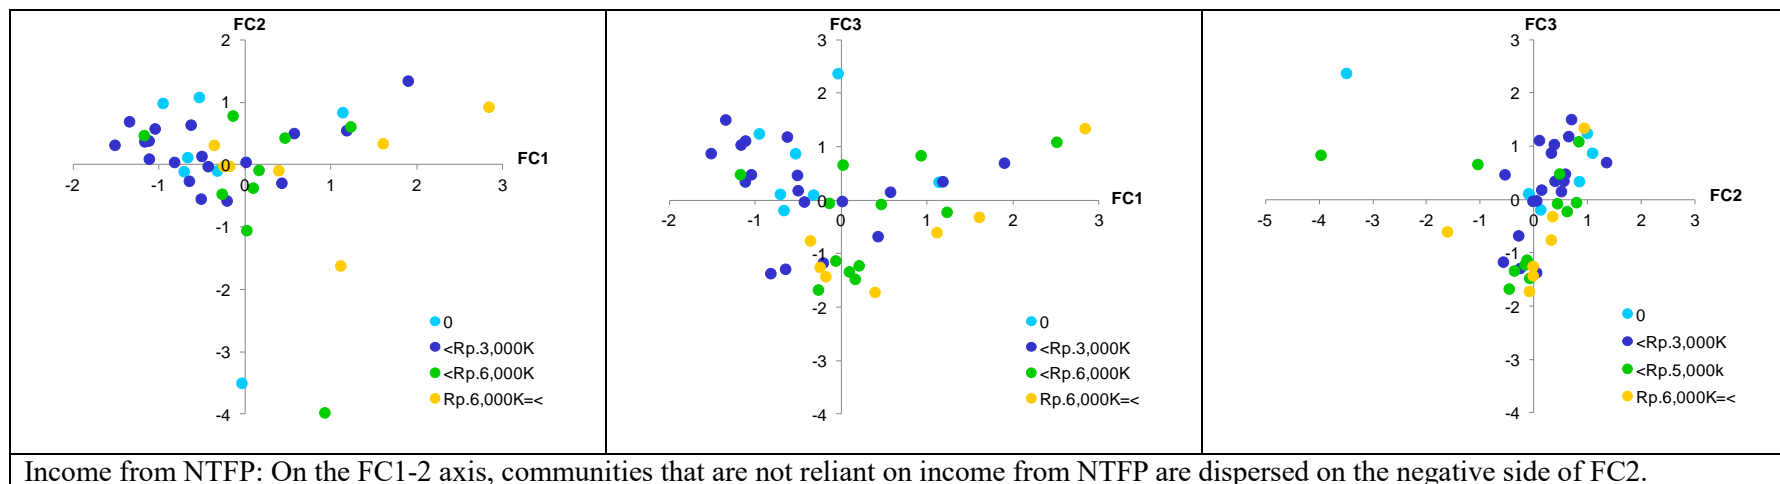 FC2
2
1
0
-1
-2
-3
-4
-2
-1
0
1
2
3
FC1
0
<Rp.3,000K
<Rp.6,000K
Rp.6,000K=<
FC3
3
2
1
0
-1
-2
-3
-4
-2
-1
0
1
2
3
FC1
0
<Rp.3,000K
<Rp.6,000K
Rp.6,000K=<
FC3
3
2
1
0
-1
-2
-3
-4
-5
-4
-3
-2
-1
0
1
2
3
FC2
0
<Rp.3,000K
<Rp.5,000k
Rp.6,000K=<
Income from NTFP: On the FC1-2 axis, communities that are not reliant on income from NTFP are dispersed on the negative side of FC2.